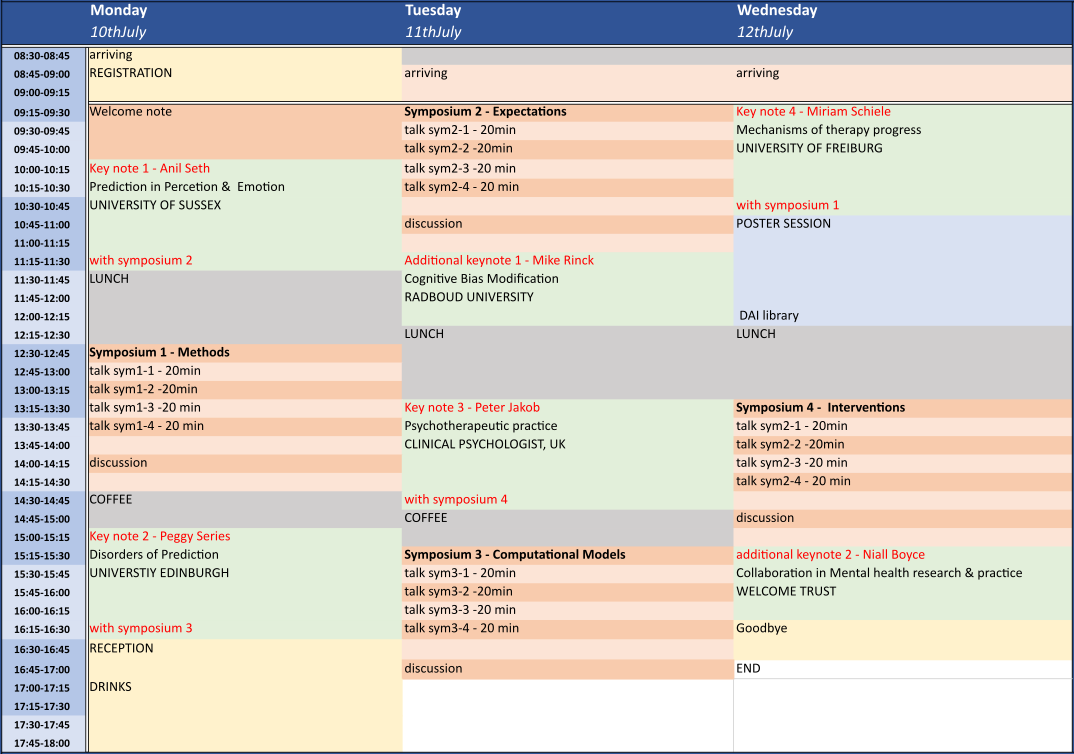 Monday Tuesday Wednesday
10thJuly 11thJuly 12thJuly
08:30-08:45 arriving
08:45-09:00 REGISTRATION arriving arriving
09:00-09:15
09:15-09:30 Welcome note Symposium 2 - Expectations Key note 4 - Miriam Schiele
09:30-09:45 talk sym2-1 - 20min Mechanisms of therapy progress
09:45-10:00 talk sym2-2 -20min UNIVERSITY OF FREIBURG
10:00-10:15 Key note 1 - Anil Seth talk sym2-3 -20 min
10:15-10:30 Prediction in Percetion & Emotion talk sym2-4 - 20 min
10:30-10:45 UNIVERSITY OF SUSSEX with symposium 1
10:45-11:00 discussion POSTER SESSION
11:00-11:15
11:15-11:30 with symposium 2 Additional keynote 1 - Mike Rinck
11:30-11:45 LUNCH Cognitive Bias Modification
11:45-12:00 RADBOUD UNIVERSITY
12:00-12:15 DAI library
12:15-12:30 LUNCH LUNCH
12:30-12:45 Symposium 1 - Methods
12:45-13:00 talk sym1-1 - 20min
13:00-13:15 talk sym1-2 -20min
13:15-13:30 talk sym1-3 -20 min Key note 3 - Peter Jakob Symposium 4 - Interventions
13:30-13:45 talk sym1-4 - 20 min Psychotherapeutic practice talk sym2-1 - 20min
13:45-14:00 CLINICAL PSYCHOLOGIST, UK talk sym2-2 -20min
14:00-14:15 discussion talk sym2-3 -20 min
14:15-14:30 talk sym2-4 - 20 min
14:30-14:45 COFFEE with symposium 4
14:45-15:00 COFFEE discussion
15:00-15:15 Key note 2 - Peggy Series
15:15-15:30 Disorders of Prediction Symposium 3 - Computational Models additional keynote 2 - Niall Boyce
15:30-15:45 UNIVERSTIY EDINBURGH talk sym3-1 - 20min Collaboration in Mental health research & practice
15:45-16:00 talk sym3-2 -20min WELCOME TRUST
16:00-16:15 talk sym3-3 -20 min
16:15-16:30 with symposium 3 talk sym3-4 - 20 min Goodbye
16:30-16:45 RECEPTION
16:45-17:00 discussion END
17:00-17:15 DRINKS
17:15-17:30
17:30-17:45
17:45-18:00